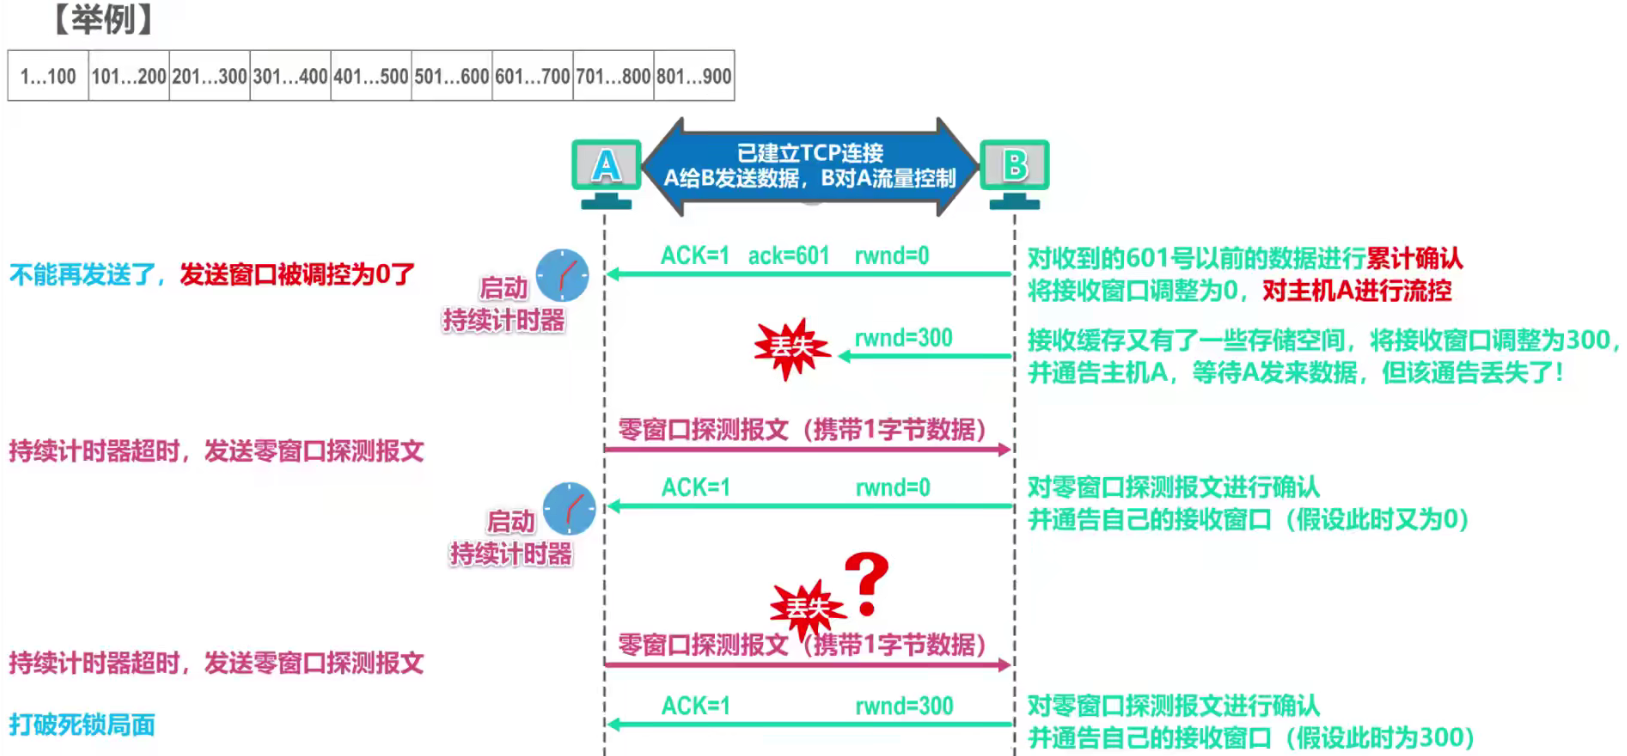 【举例】
1...100 101...200 201...300 301...400 401...500 501...600 601...700 701...800 801...900
已建立TCP连接
A给B发送数据，B对A流量控制
A
B
ACK=1 ack=601 rwnd=0
不能再发送了，发送窗口被调控为0了
启动
持续计时器
对收到的601号以前的数据进行累计确认
将接收窗口调整为0，对主机A进行流控
丢失
rwnd=300
接收缓存又有了一些存储空间，将接收窗口调整为300，
并通告主机A，等待A发来数据，但该通告丢失了！
零窗口探测报文（携带1字节数据）
持续计时器超时，发送零窗口探测报文
ACK=1 rwnd=0
对零窗口探测报文进行确认
并通告自己的接收窗口（假设此时又为0）
启动
持续计时器
?
丢失
零窗口探测报文（携带1字节数据）
持续计时器超时，发送零窗口探测报文
ACK=1 rwnd=300
对零窗口探测报文进行确认
并通告自己的接收窗口（假设此时为300）
打破死锁局面